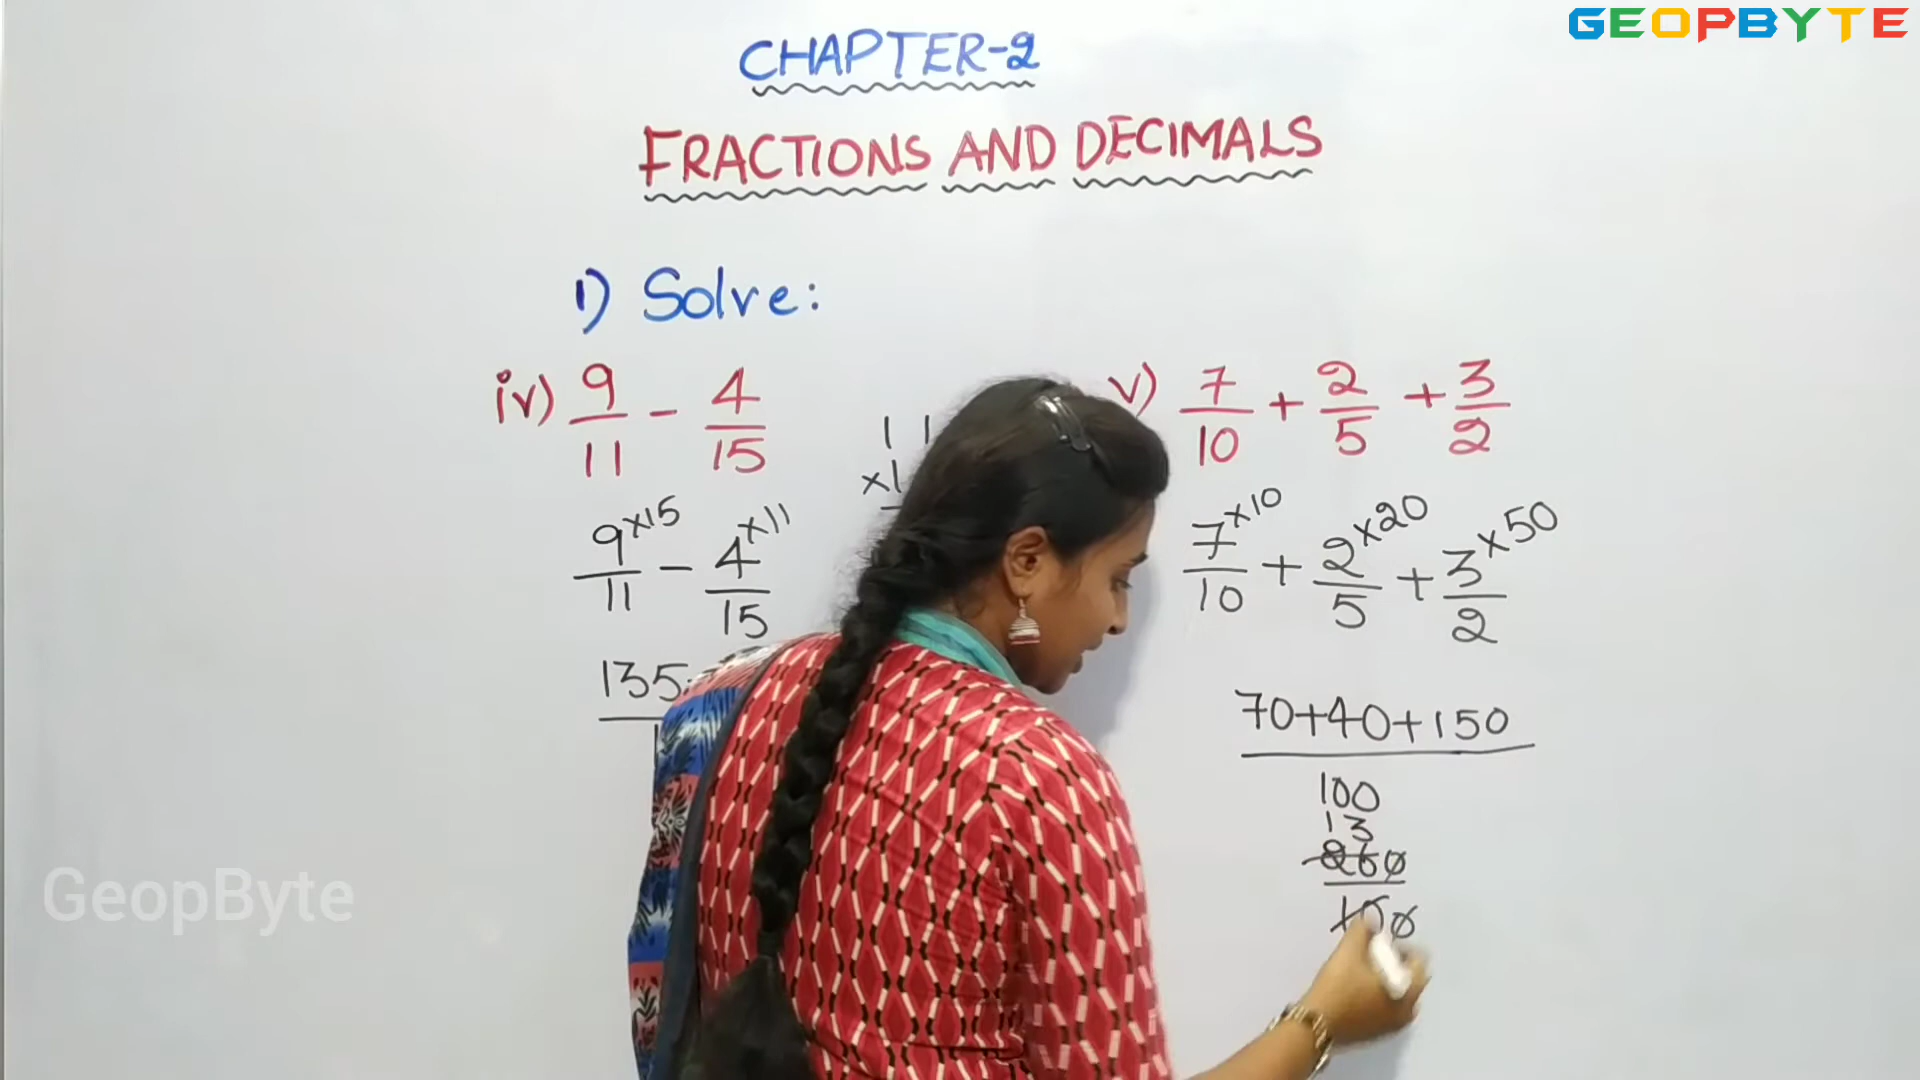 GEOPBYTE
CHAPTER-2
FRACTIONS AND DECIMALS
1) Solve:
iv) 9/11 - 4/15
v) 7/10 + 2/5 + 3/2
11
×1
9×15/11 - 4×11/15
7×10/10 + 2×20/5 + 3×50/2
135
70+40+150
100
13
260
100
GeopByte